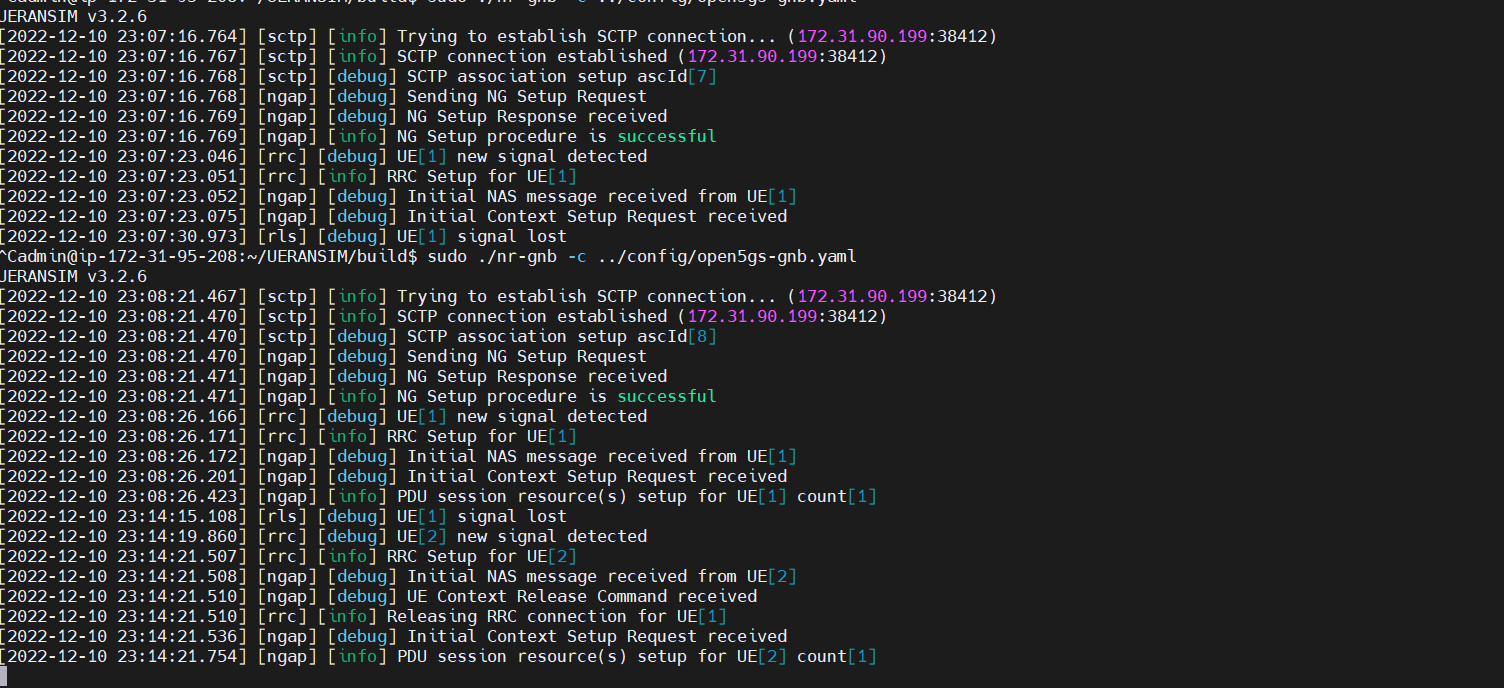 ^Cadmin@ip-172-31-95-208:~/UERANSIM/build$ sudo ./nr-gnb -c ../config/open5gs-gnb.yaml
UERANSIM v3.2.6
[2022-12-10 23:07:16.764] [sctp] [info] Trying to establish SCTP connection... (172.31.90.199:38412)
[2022-12-10 23:07:16.767] [sctp] [info] SCTP connection established (172.31.90.199:38412)
[2022-12-10 23:07:16.768] [sctp] [debug] SCTP association setup ascId[7]
[2022-12-10 23:07:16.768] [ngap] [debug] Sending NG Setup Request
[2022-12-10 23:07:16.769] [ngap] [debug] NG Setup Response received
[2022-12-10 23:07:16.769] [ngap] [info] NG Setup procedure is successful
[2022-12-10 23:07:23.046] [rrc] [debug] UE[1] new signal detected
[2022-12-10 23:07:23.051] [rrc] [info] RRC Setup for UE[1]
[2022-12-10 23:07:23.052] [ngap] [debug] Initial NAS message received from UE[1]
[2022-12-10 23:07:23.075] [ngap] [debug] Initial Context Setup Request received
[2022-12-10 23:07:30.973] [rls] [debug] UE[1] signal lost
^Cadmin@ip-172-31-95-208:~/UERANSIM/build$ sudo ./nr-gnb -c ../config/open5gs-gnb.yaml
UERANSIM v3.2.6
[2022-12-10 23:08:21.467] [sctp] [info] Trying to establish SCTP connection... (172.31.90.199:38412)
[2022-12-10 23:08:21.470] [sctp] [info] SCTP connection established (172.31.90.199:38412)
[2022-12-10 23:08:21.470] [sctp] [debug] SCTP association setup ascId[8]
[2022-12-10 23:08:21.470] [ngap] [debug] Sending NG Setup Request
[2022-12-10 23:08:21.471] [ngap] [debug] NG Setup Response received
[2022-12-10 23:08:21.471] [ngap] [info] NG Setup procedure is successful
[2022-12-10 23:08:26.166] [rrc] [debug] UE[1] new signal detected
[2022-12-10 23:08:26.171] [rrc] [info] RRC Setup for UE[1]
[2022-12-10 23:08:26.172] [ngap] [debug] Initial NAS message received from UE[1]
[2022-12-10 23:08:26.201] [ngap] [debug] Initial Context Setup Request received
[2022-12-10 23:08:26.423] [ngap] [info] PDU session resource(s) setup for UE[1] count[1]
[2022-12-10 23:14:15.108] [rls] [debug] UE[1] signal lost
[2022-12-10 23:14:19.860] [rrc] [debug] UE[2] new signal detected
[2022-12-10 23:14:21.507] [rrc] [info] RRC Setup for UE[2]
[2022-12-10 23:14:21.508] [ngap] [debug] Initial NAS message received from UE[2]
[2022-12-10 23:14:21.510] [ngap] [debug] UE Context Release Command received
[2022-12-10 23:14:21.510] [rrc] [info] Releasing RRC connection for UE[1]
[2022-12-10 23:14:21.536] [ngap] [debug] Initial Context Setup Request received
[2022-12-10 23:14:21.754] [ngap] [info] PDU session resource(s) setup for UE[2] count[1]